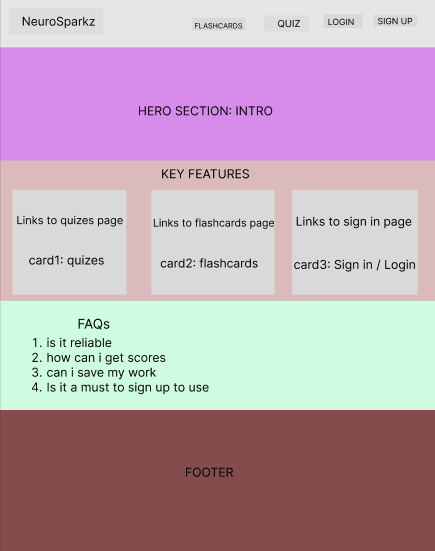 NeuroSparkz
FLASHCARDS
QUIZ
LOGIN
SIGN UP
HERO SECTION: INTRO
KEY FEATURES
Links to quizes page
card1: quizes
Links to flashcards page
card2: flashcards
Links to sign in page
card3: Sign in / Login
FAQs
1. is it reliable
2. how can i get scores
3. can i save my work
4. Is it a must to sign up to use
FOOTER